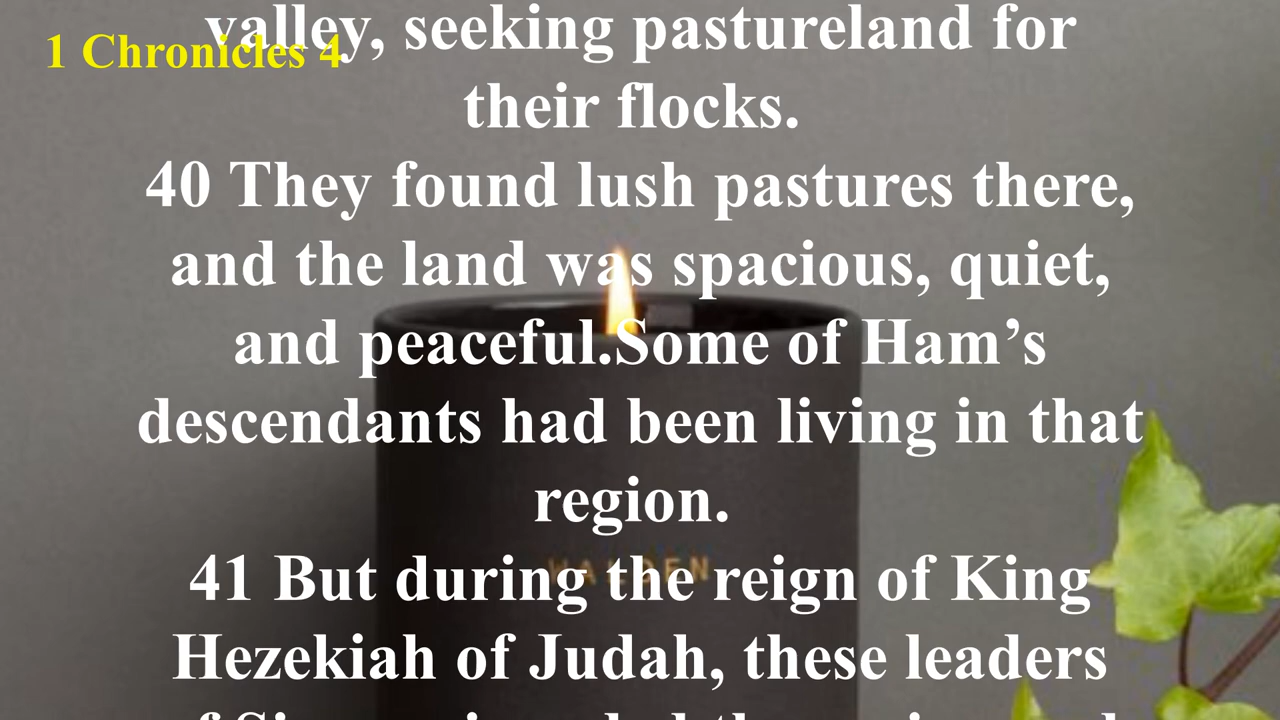 valley, seeking pastureland for
1 Chronicles 4
their flocks.
40 They found lush pastures there,
and the land was spacious, quiet,
and peaceful.Some of Ham’s
descendants had been living in that
region.
41 But during the reign of King
Hezekiah of Judah, these leaders